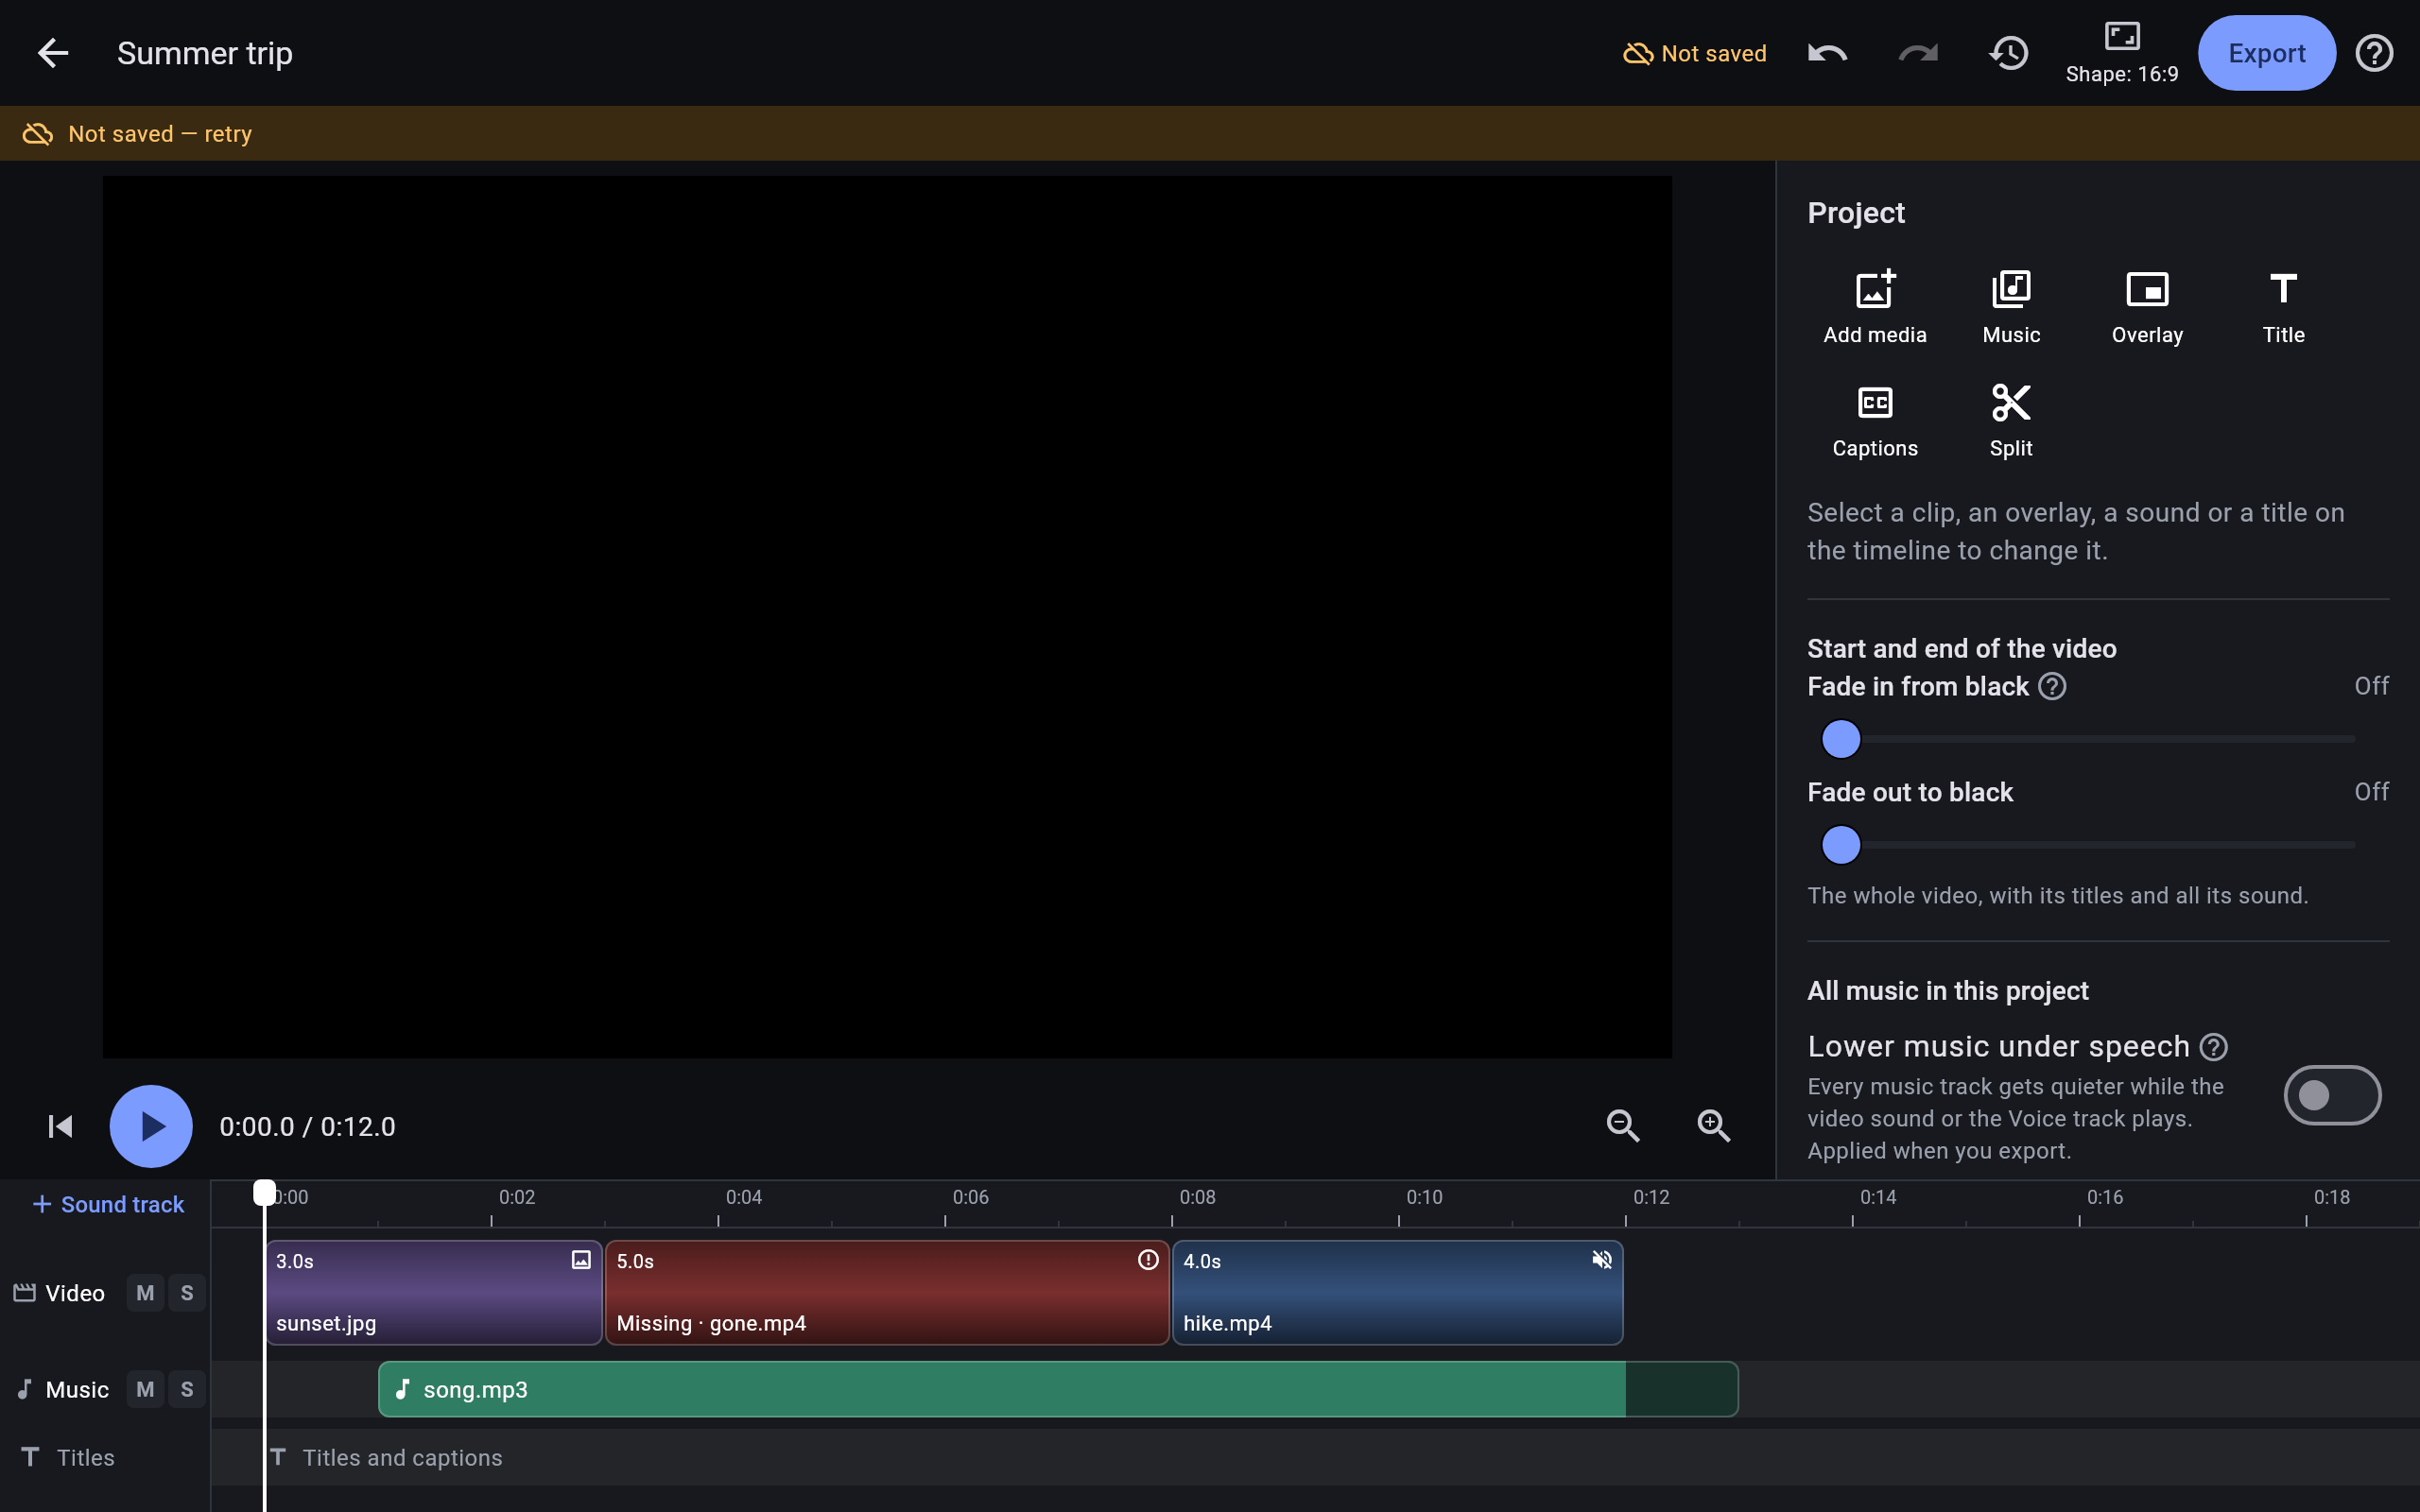 Summer trip
Not saved
Shape: 16:9
Export
Not saved — retry
Project
Add media
Music
Overlay
Title
Captions
Split
Select a clip, an overlay, a sound or a title on
the timeline to change it.
Start and end of the video
Fade in from black
Off
Fade out to black
Off
The whole video, with its titles and all its sound.
All music in this project
Lower music under speech
Every music track gets quieter while the
video sound or the Voice track plays.
Applied when you export.
0:00.0 / 0:12.0
+ Sound track
0:00 0:02 0:04 0:06 0:08 0:10 0:12 0:14 0:16 0:18
Video M S
3.0s
sunset.jpg
5.0s
Missing · gone.mp4
4.0s
hike.mp4
Music M S
song.mp3
Titles
Titles and captions